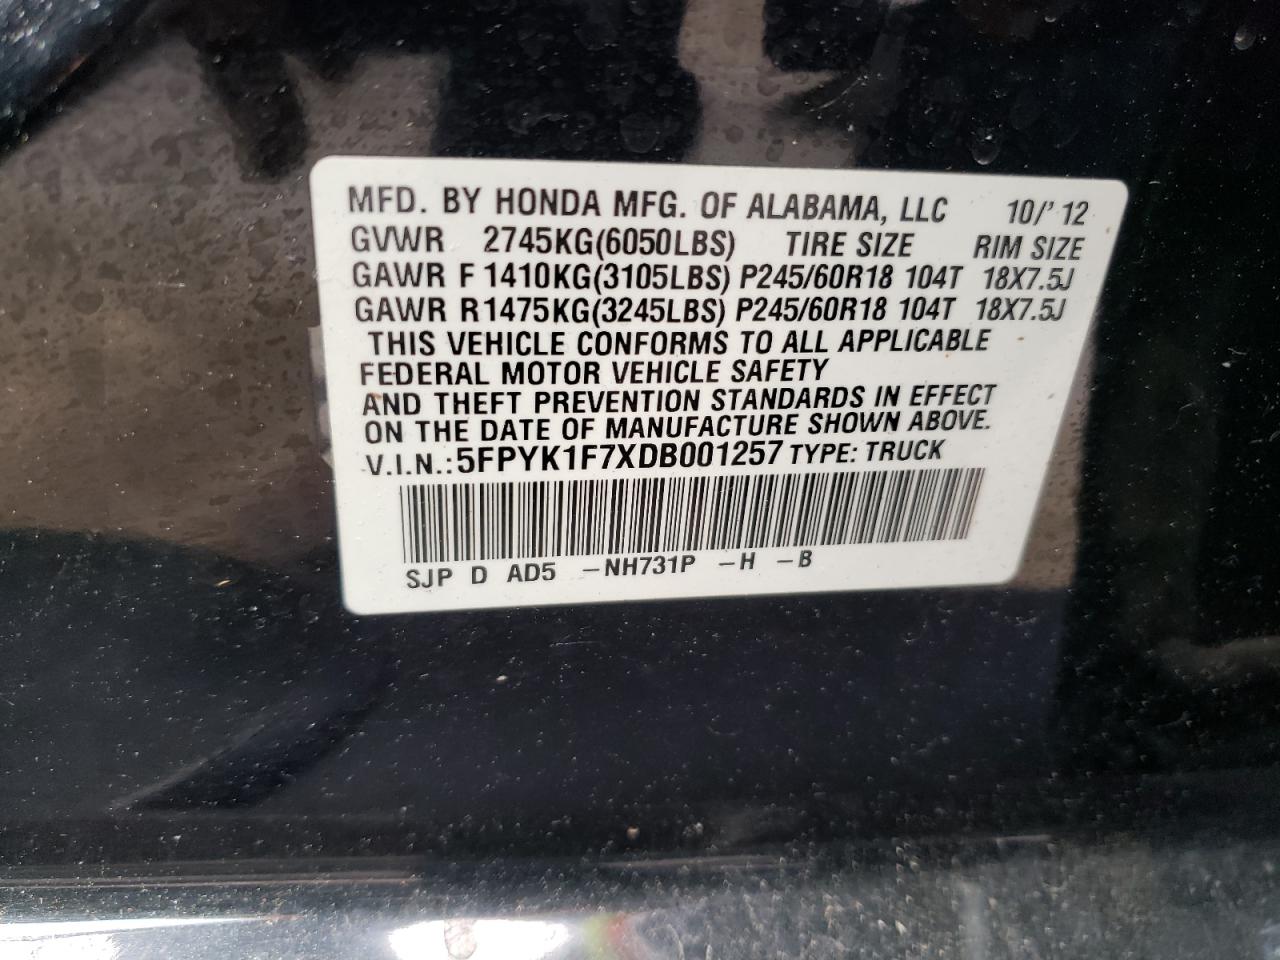 MFD. BY HONDA MFG. OF ALABAMA, LLC 10/'12
GVWR 2745KG(6050LBS) TIRE SIZE RIM SIZE
GAWR F 1410KG(3105LBS) P245/60R18 104T 18X7.5J
GAWR R1475KG(3245LBS) P245/60R18 104T 18X7.5J
THIS VEHICLE CONFORMS TO ALL APPLICABLE
FEDERAL MOTOR VEHICLE SAFETY
AND THEFT PREVENTION STANDARDS IN EFFECT
ON THE DATE OF MANUFACTURE SHOWN ABOVE.
V.I.N.: 5FPYK1F7XDB001257 TYPE: TRUCK
SJP D AD5 -NH731P -H -B